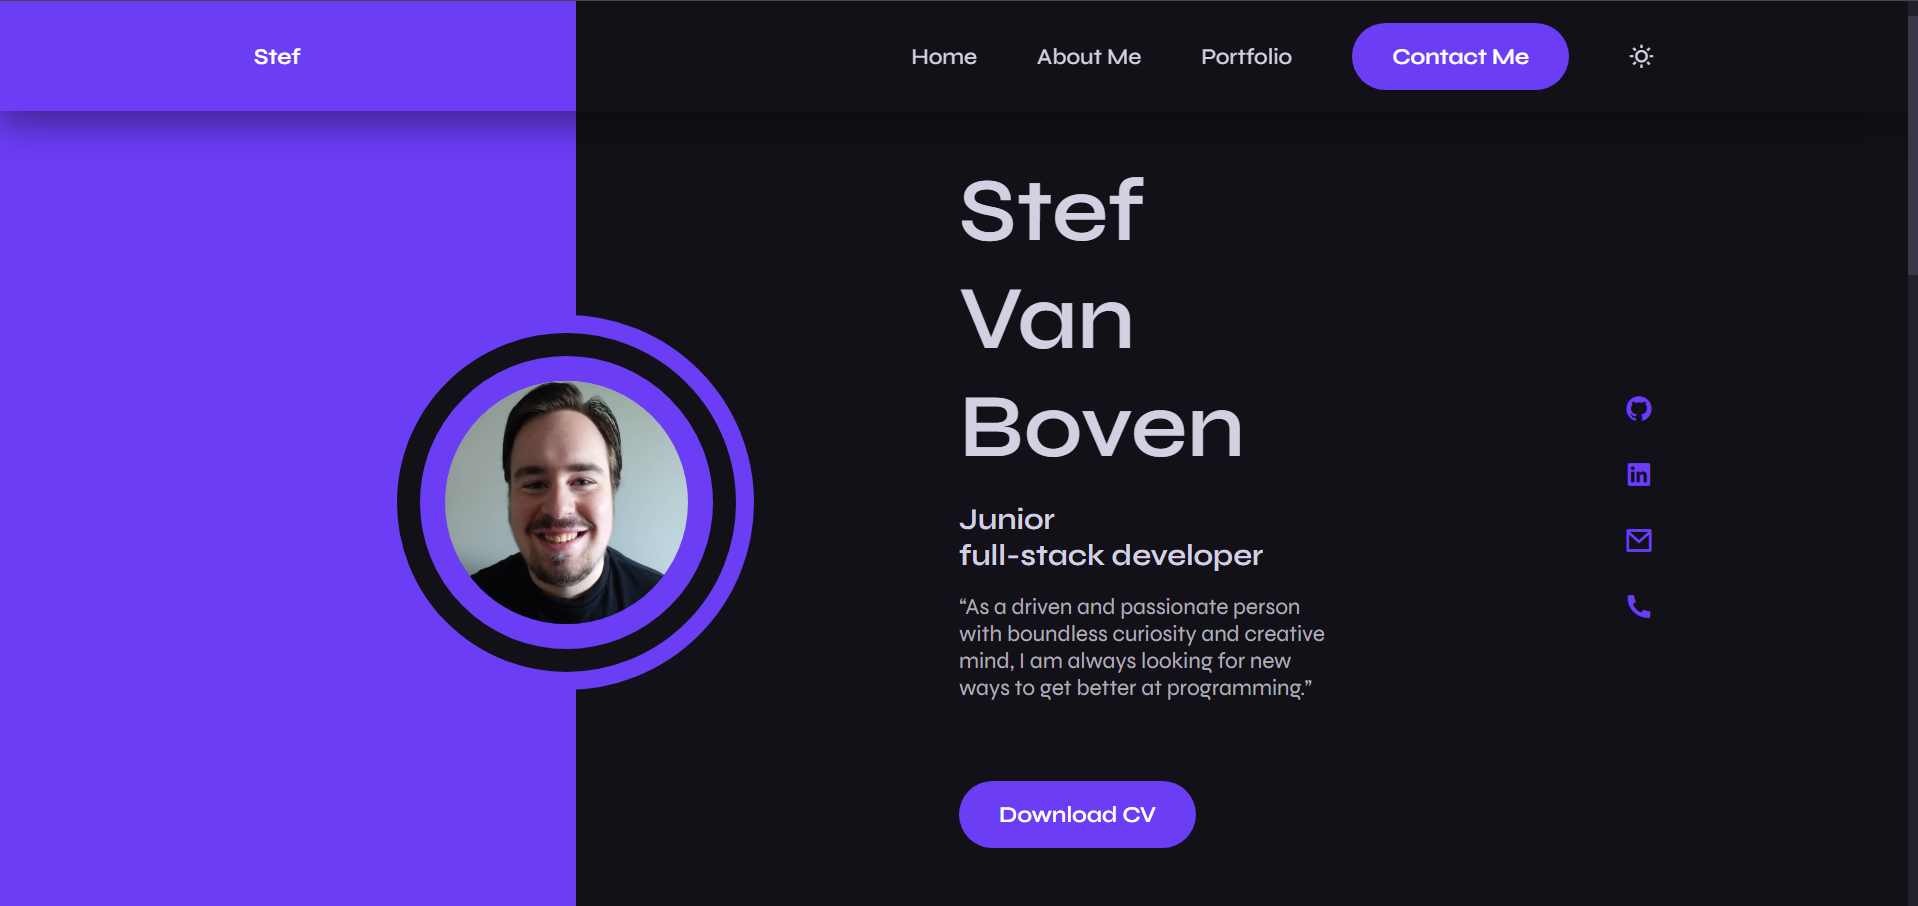 Stef
Home
About Me
Portfolio
Contact Me
Stef
Van
Boven
Junior
full-stack developer
“As a driven and passionate person
with boundless curiosity and creative
mind, I am always looking for new
ways to get better at programming.”
Download CV